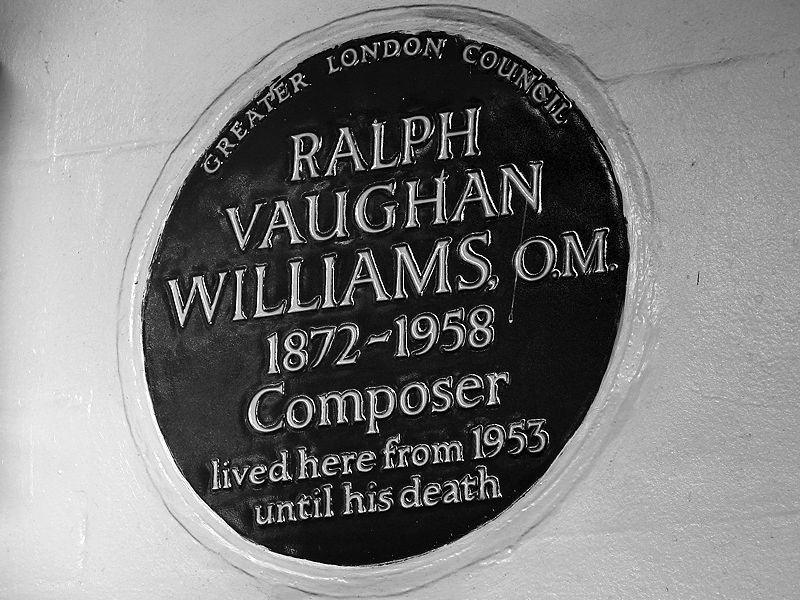 GREATER LONDON COUNCIL
RALPH
VAUGHAN
WILLIAMS, O.M.
1872~1958
Composer
lived here from 1953
until his death